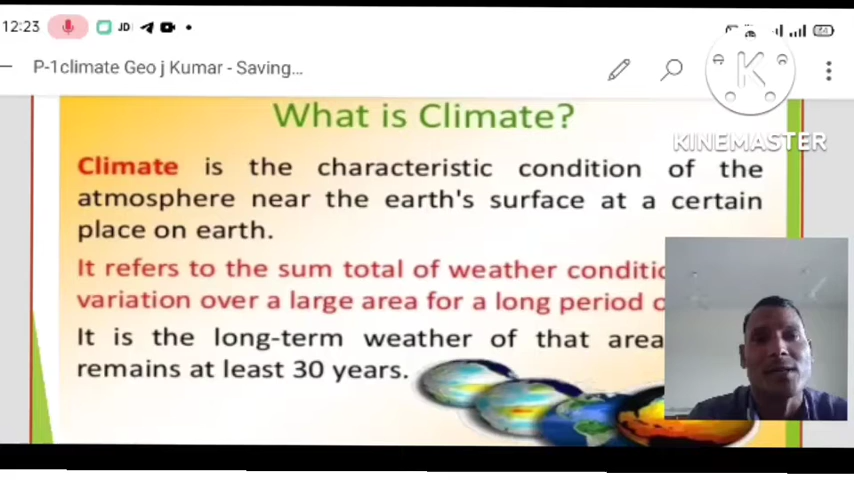 12:23 JD
P-1climate Geo j Kumar - Saving...
K
KINEMASTER
What is Climate?
Climate is the characteristic condition of the
atmosphere near the earth's surface at a certain
place on earth.
It refers to the sum total of weather
variation over a large area for a long period
It is the long-term weather of that area
remains at least 30 years.